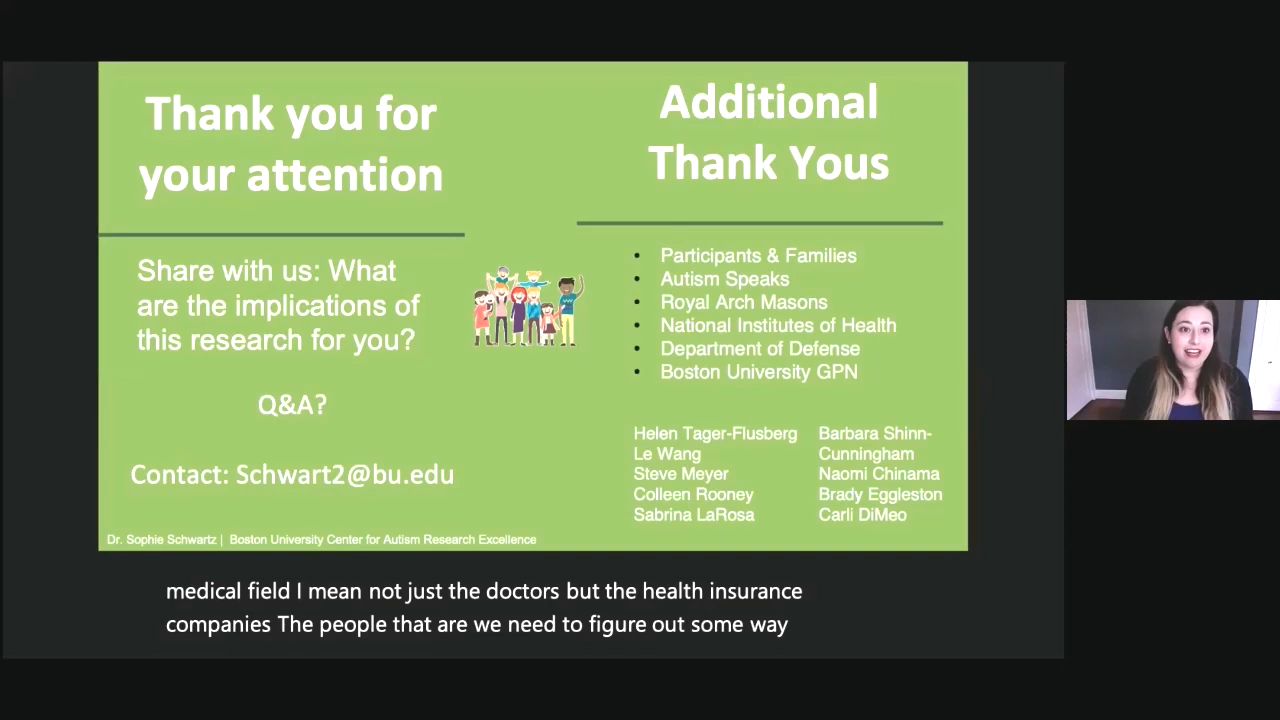 Thank you for
your attention
Share with us: What
are the implications of
this research for you?
Q&A?
Contact: Schwart2@bu.edu
Dr. Sophie Schwartz | Boston University Center for Autism Research Excellence
Additional
Thank Yous
• Participants & Families
• Autism Speaks
• Royal Arch Masons
• National Institutes of Health
• Department of Defense
• Boston University GPN
Helen Tager-Flusberg
Le Wang
Steve Meyer
Colleen Rooney
Sabrina LaRosa
Barbara Shinn-
Cunningham
Naomi Chinama
Brady Eggleston
Carli DiMeo
medical field I mean not just the doctors but the health insurance
companies The people that are we need to figure out some way